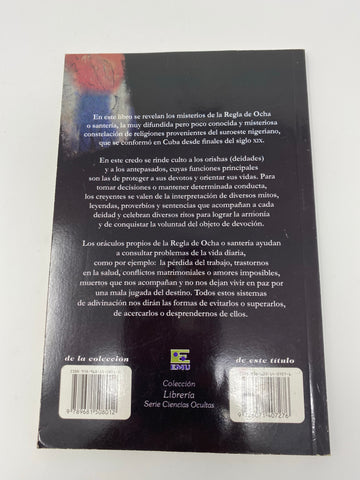 En este libro se revelan los misterios de la Regla de Ocha
o santería, la muy difundida pero poco conocida y misteriosa
constelación de religiones provenientes del suroeste nigeriano,
que se conformó en Cuba desde finales del siglo XIX.
En este credo se rinde culto a los orishas (deidades)
y a los antepasados, cuyas funciones principales
son las de proteger a sus devotos y orientar sus vidas. Para
tomar decisiones o mantener determinada conducta,
los creyentes se valen de la interpretación de diversos mitos,
leyendas, proverbios y sentencias que acompañan a cada
deidad y celebran diversos ritos para lograr la armonía
y de conquistar la voluntad del objeto de devoción.
Los oráculos propios de la Regla de Ocha o santería ayudan
a consultar problemas de la vida diaria,
como por ejemplo: la pérdida del trabajo, trastornos
en la salud, conflictos matrimoniales o amores imposibles,
muertos que nos acompañan y no nos dejan vivir en paz por
una mala jugada del destino. Todos estos sistemas
de adivinación nos dirán las formas de evitarlos o superarlos,
de acercarlos o desprendernos de ellos.
de la colección
EMU
de este título
Colección
Librería
Serie Ciencias Ocultas
9 789681 508012